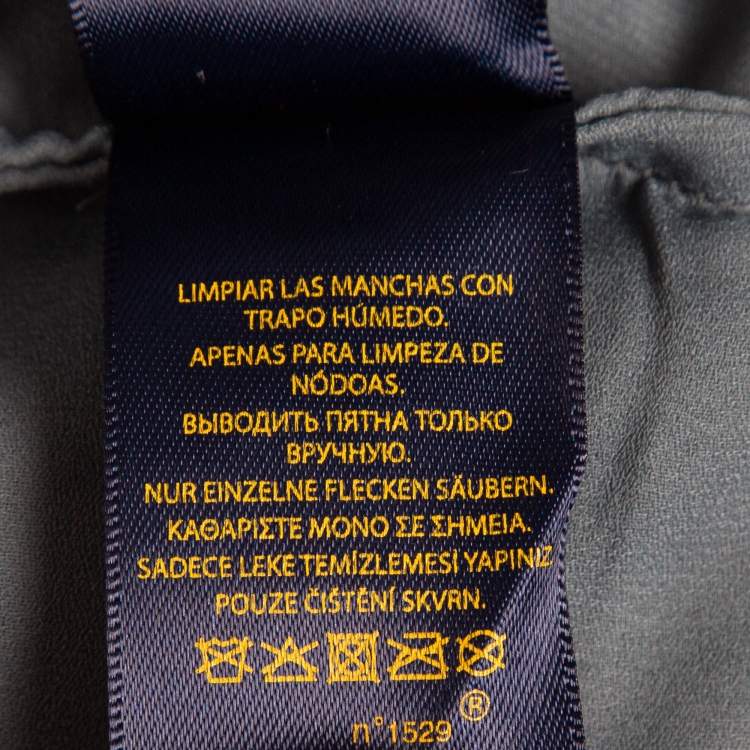 LIMPIAR LAS MANCHAS CON
TRAPO HÚMEDO.
APENAS PARA LIMPEZA DE
NÓDOAS.
ВЫВОДИТЬ ПЯТНА ТОЛЬКО
ВРУЧНУЮ.
NUR EINZELNE FLECKEN SÄUBERN.
ΚΑΘΑΡΙΣΤΕ ΜΟΝΟ ΣΕ ΣΗΜΕΙΑ.
SADECE LEKE TEMİZLEMESİ YAPINIZ
POUZE ČIŠTĚNÍ SKVRN.
®
n°1529